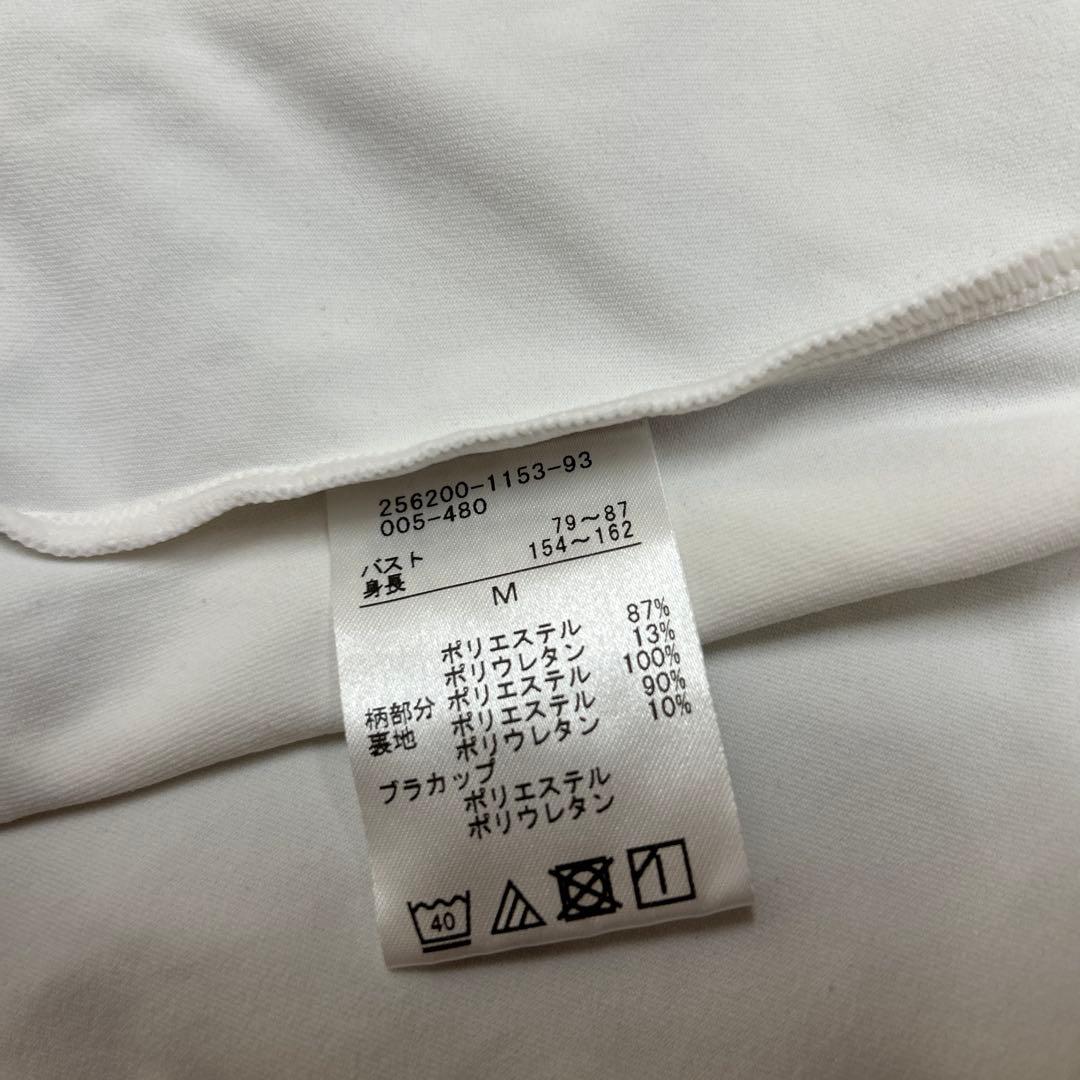 256200-1153-93
005-480
バスト 79〜87
身長 154〜162
M
ポリエステル 87%
ポリウレタン 13%
柄部分 ポリエステル 100%
裏地 ポリエステル 90%
ポリウレタン 10%
ブラカップ
ポリエステル
ポリウレタン
40